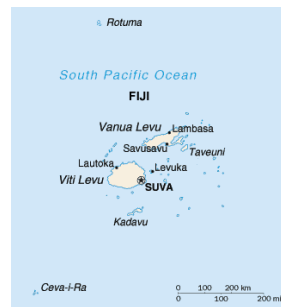 Rotuma
South Pacific Ocean
FIJI
Vanua Levu
Lambasa
Savusavu
Taveuni
Lautoka
Levuka
Viti Levu
SUVA
Kadavu
Ceva-i-Ra
0 100 200 km
0 100 200 mi